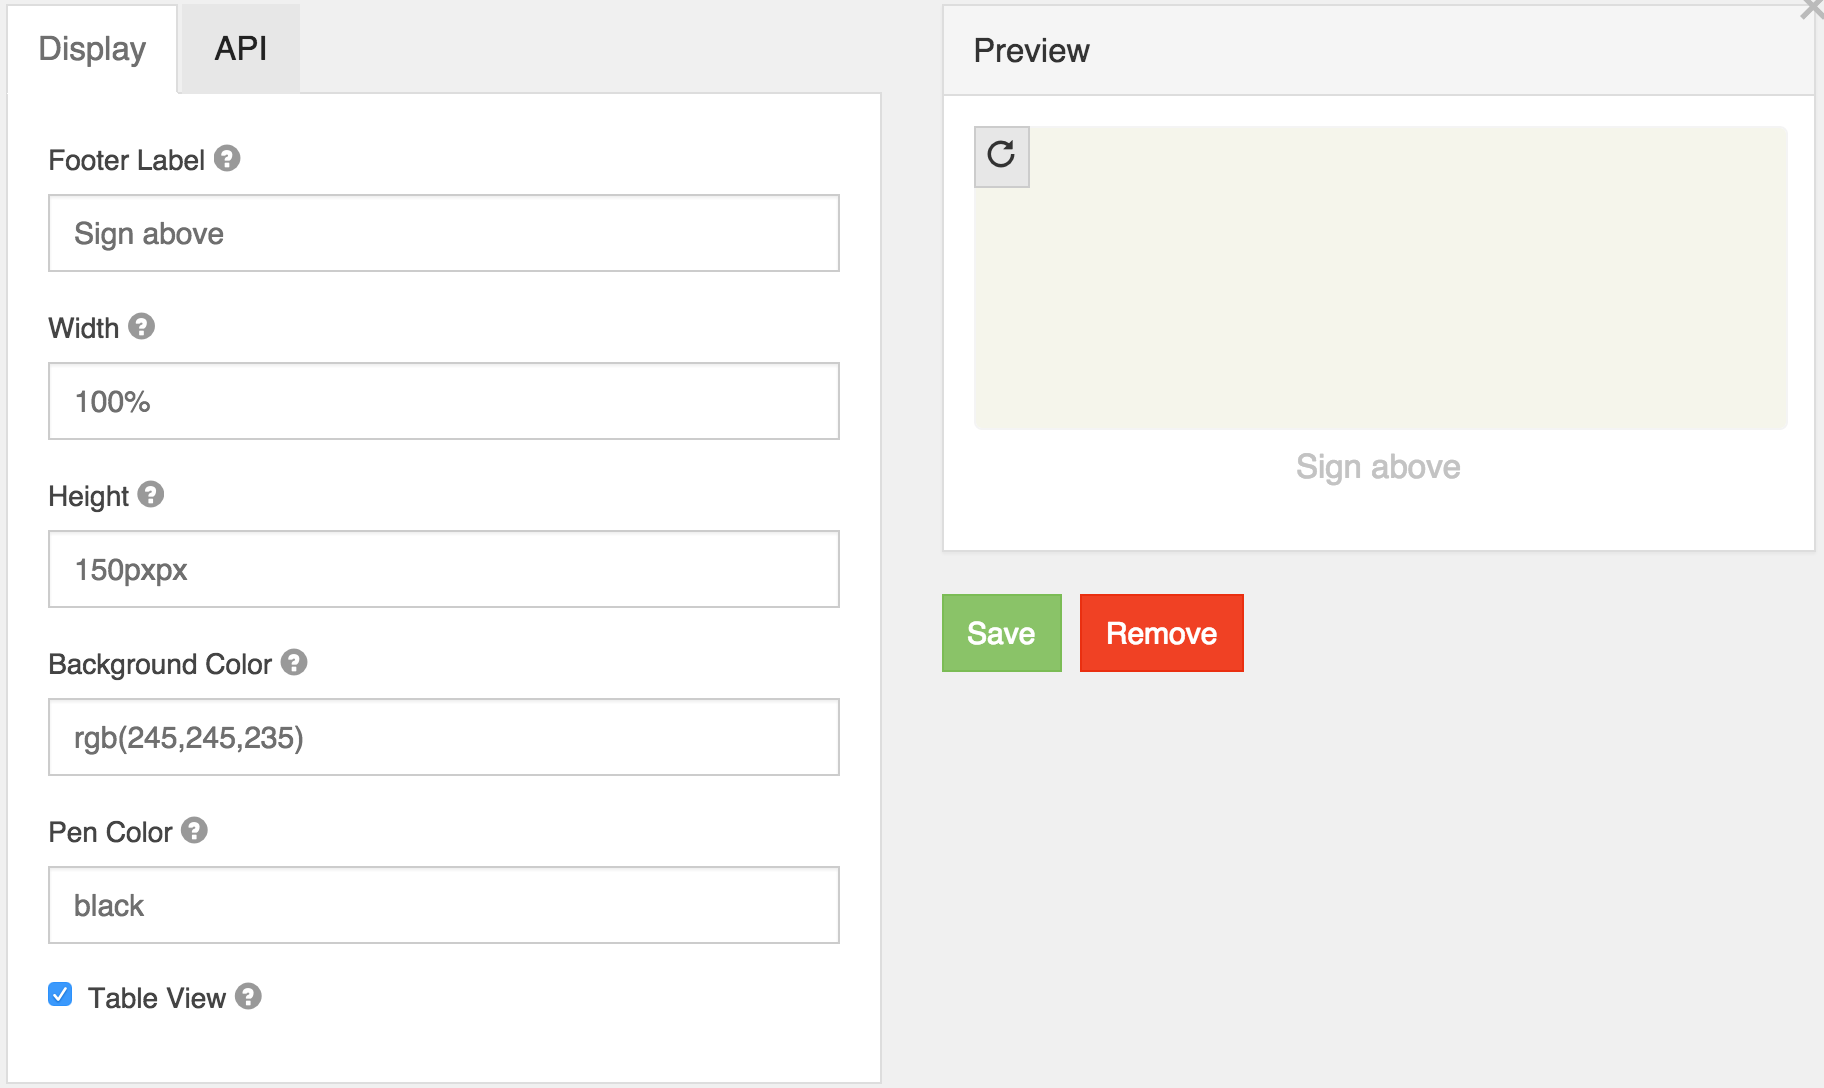 Display API
Footer Label
Sign above
Width
100%
Height
150pxpx
Background Color
rgb(245,245,235)
Pen Color
black
Table View
Preview
Sign above
Save Remove